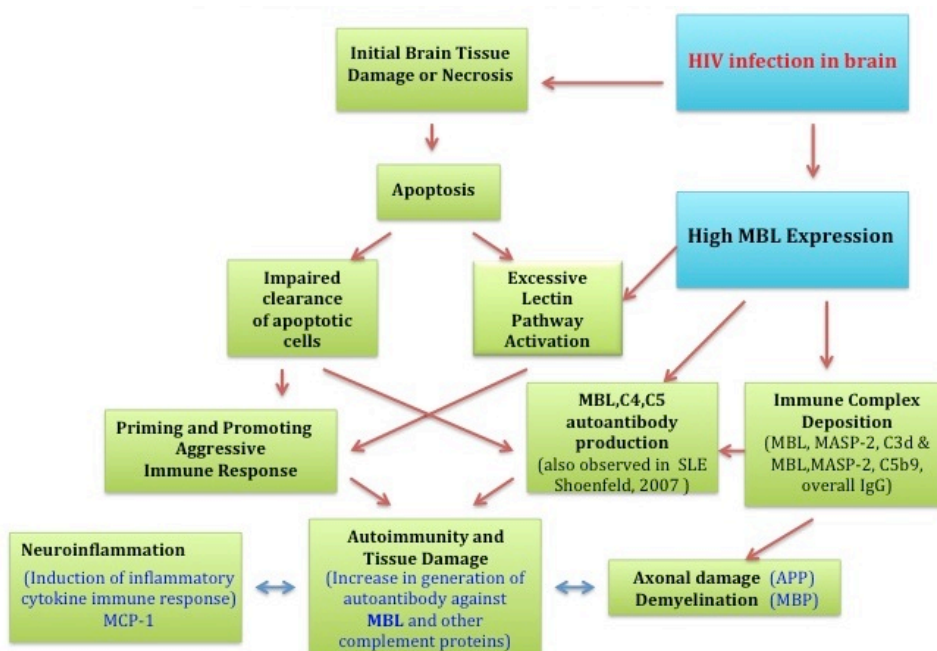 Initial Brain Tissue
Damage or Necrosis
HIV infection in brain
Apoptosis
High MBL Expression
Impaired
clearance
of apoptotic
cells
Excessive
Lectin
Pathway
Activation
Priming and Promoting
Aggressive
Immune Response
MBL,C4,C5
autoantibody
production
(also observed in SLE
Shoenfeld, 2007 )
Immune Complex
Deposition
(MBL, MASP-2, C3d &
MBL,MASP-2, C5b9,
overall IgG)
Neuroinflammation
(Induction of inflammatory
cytokine immune response)
MCP-1
Autoimmunity and
Tissue Damage
(Increase in generation of
autoantibody against
MBL and other
complement proteins)
Axonal damage (APP)
Demyelination (MBP)